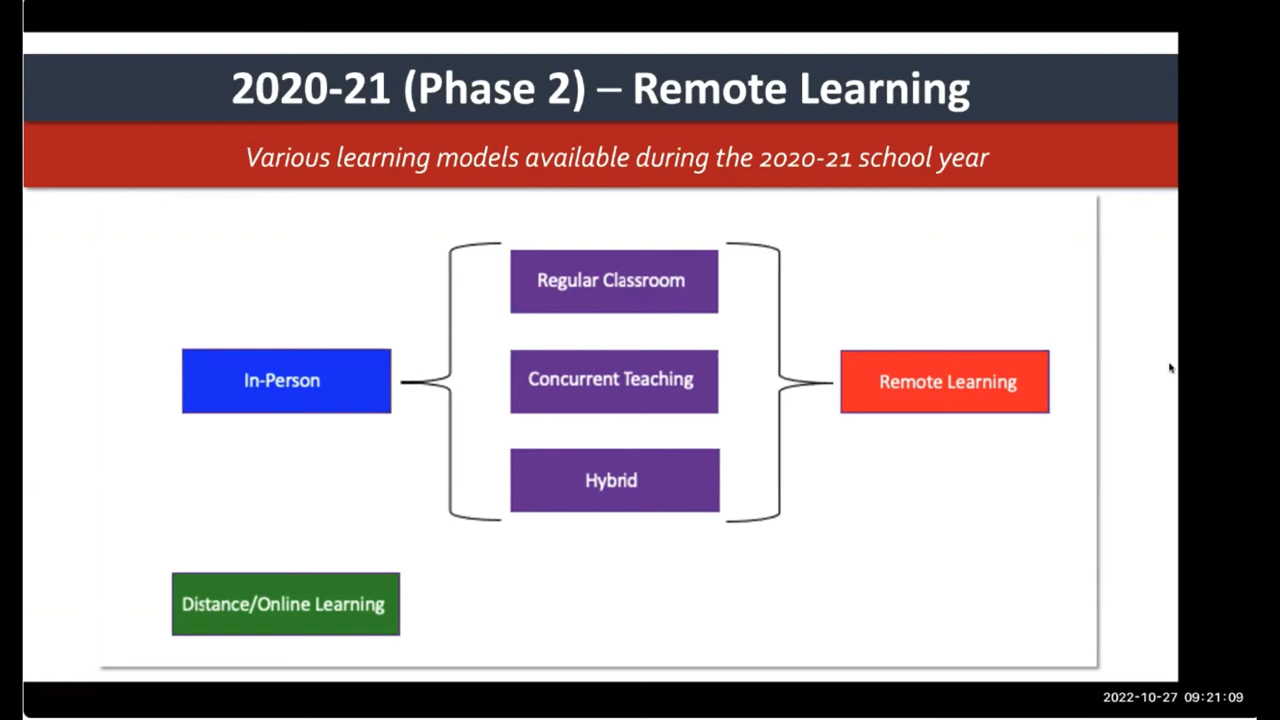 2020-21 (Phase 2) – Remote Learning
Various learning models available during the 2020-21 school year
Regular Classroom
In-Person
Concurrent Teaching
Remote Learning
Hybrid
Distance/Online Learning
2022-10-27 09:21:09